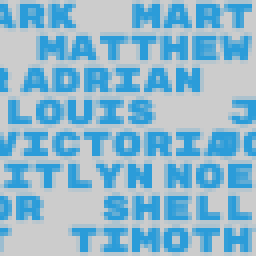 ARK MART
MATTHEW
R ADRIAN
LOUIS J
VICTORIA
ITLYN NOE
OR SHELL
T TIMOTH